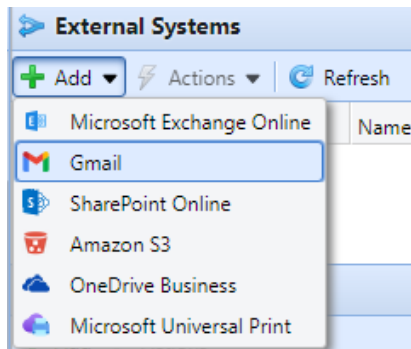 External Systems
Add Actions Refresh
Name
Microsoft Exchange Online
Gmail
SharePoint Online
Amazon S3
OneDrive Business
Microsoft Universal Print